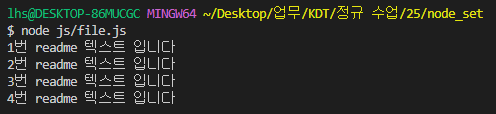 lhs@DESKTOP-86MUCGC MINGW64 ~/Desktop/업무/KDT/정규 수업/25/node_set
$ node js/file.js
1번 readme 텍스트 입니다
2번 readme 텍스트 입니다
3번 readme 텍스트 입니다
4번 readme 텍스트 입니다